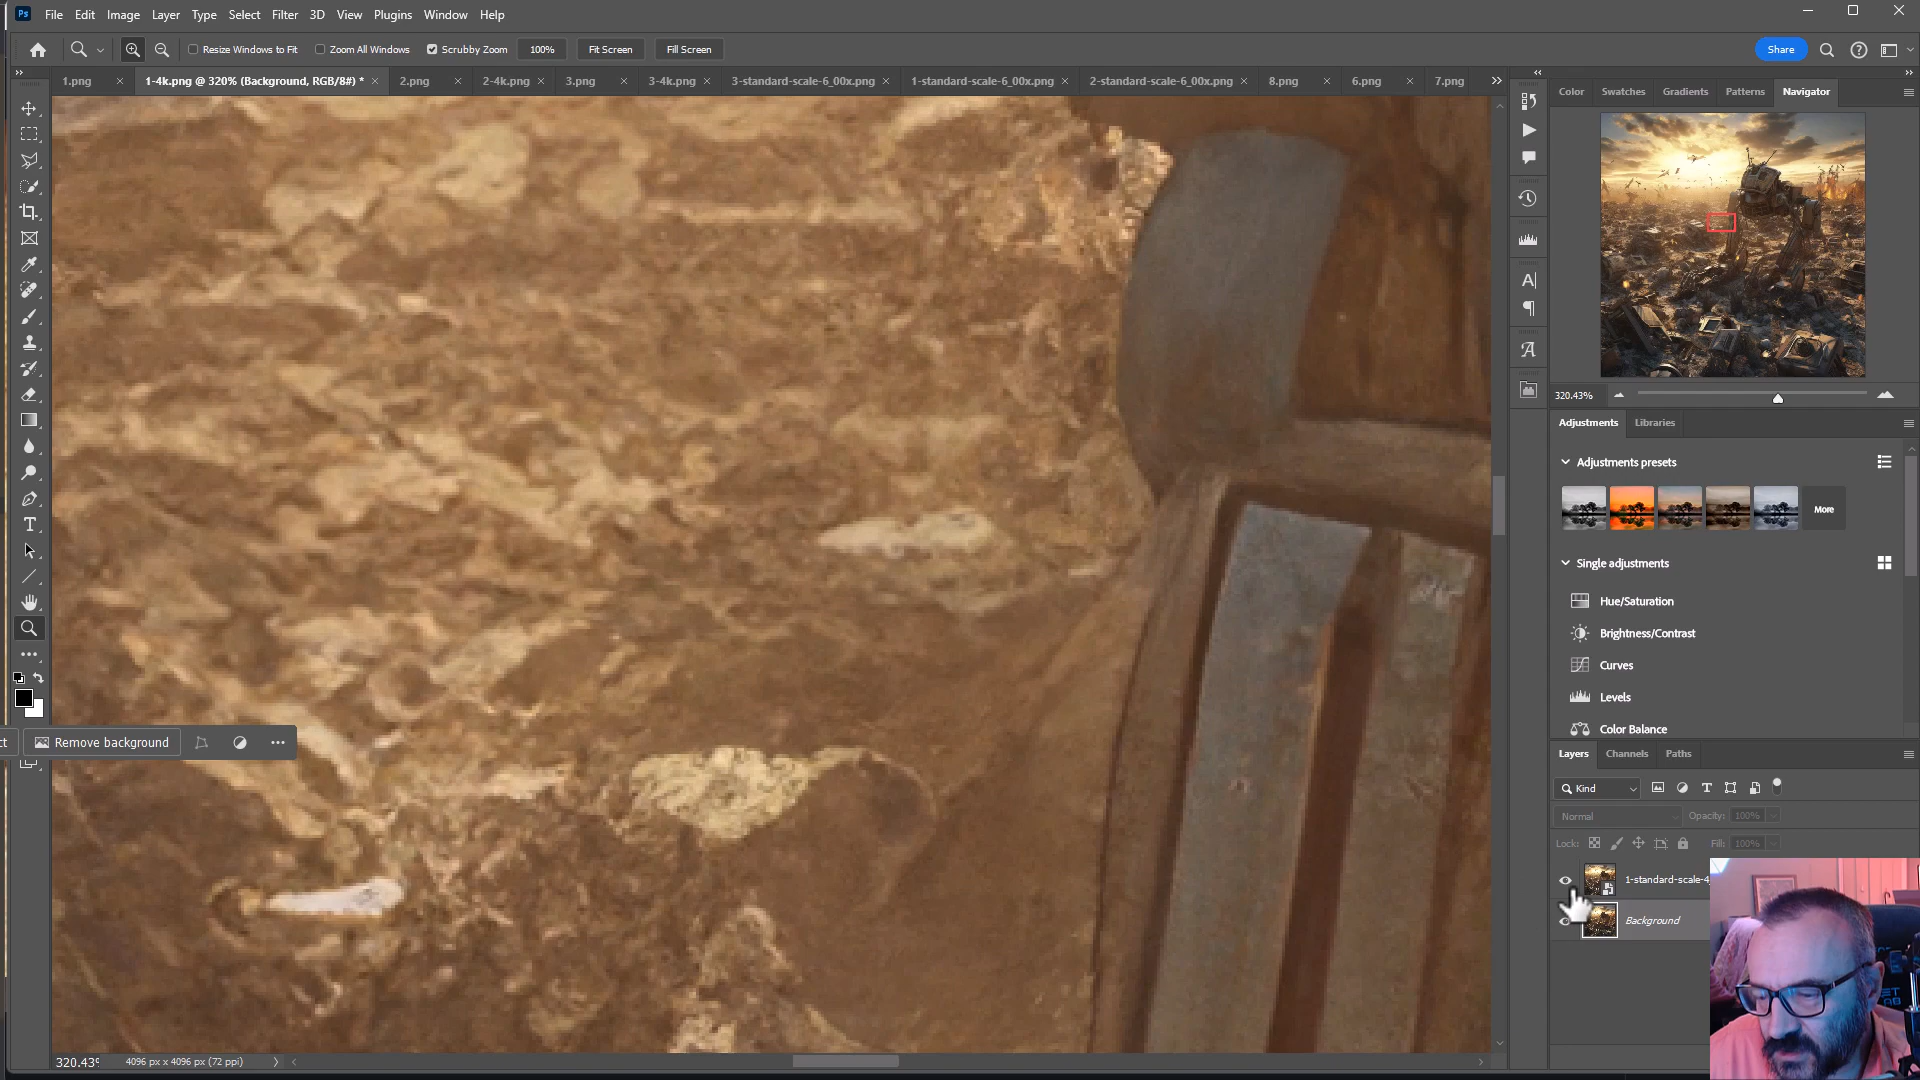 Ps File Edit Image Layer Type Select Filter 3D View Plugins Window Help
Resize Windows to Fit Zoom All Windows Scrubby Zoom 100% Fit Screen Fill Screen Share
1.png 1-4k.png @ 320% (Background, RGB/8#) * 2.png 2-4k.png 3.png 3-4k.png 3-standard-scale-6_00x.png 1-standard-scale-6_00x.png 2-standard-scale-6_00x.png 8.png 6.png 7.png
Color Swatches Gradients Patterns Navigator
320.43%
Adjustments Libraries
Adjustments presets
More
Single adjustments
Hue/Saturation
Brightness/Contrast
Curves
Levels
Color Balance
ct Remove background
Layers Channels Paths
Kind
Normal Opacity: 100%
Lock: Fill: 100%
1-standard-scale-4
Background
320.43% 4096 px x 4096 px (72 ppi)